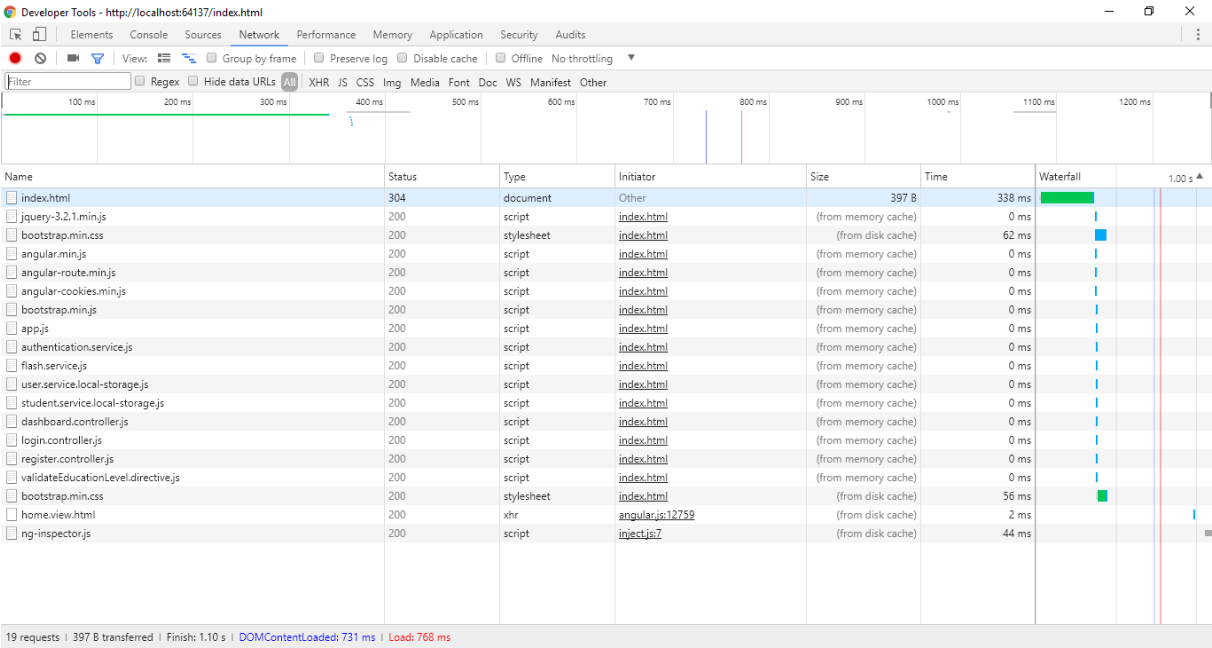 Developer Tools - http://localhost:64137/index.html
Elements Console Sources Network Performance Memory Application Security Audits
View: Group by frame Preserve log Disable cache Offline No throttling
Filter Regex Hide data URLs All XHR JS CSS Img Media Font Doc WS Manifest Other
100 ms 200 ms 300 ms 400 ms 500 ms 600 ms 700 ms 800 ms 900 ms 1000 ms 1100 ms 1200 ms
Name Status Type Initiator Size Time Waterfall 1.00 s
index.html 304 document Other 397 B 338 ms
jquery-3.2.1.min.js 200 script index.html (from memory cache) 0 ms
bootstrap.min.css 200 stylesheet index.html (from disk cache) 62 ms
angular.min.js 200 script index.html (from memory cache) 0 ms
angular-route.min.js 200 script index.html (from memory cache) 0 ms
angular-cookies.min.js 200 script index.html (from memory cache) 0 ms
bootstrap.min.js 200 script index.html (from memory cache) 0 ms
app.js 200 script index.html (from memory cache) 0 ms
authentication.service.js 200 script index.html (from memory cache) 0 ms
flash.service.js 200 script index.html (from memory cache) 0 ms
user.service.local-storage.js 200 script index.html (from memory cache) 0 ms
student.service.local-storage.js 200 script index.html (from memory cache) 0 ms
dashboard.controller.js 200 script index.html (from memory cache) 0 ms
login.controller.js 200 script index.html (from memory cache) 0 ms
register.controller.js 200 script index.html (from memory cache) 0 ms
validateEducationLevel.directive.js 200 script index.html (from memory cache) 0 ms
bootstrap.min.css 200 stylesheet index.html (from disk cache) 56 ms
home.view.html 200 xhr angular.js:12759 (from disk cache) 2 ms
ng-inspector.js 200 script inject.js:7 (from disk cache) 44 ms
19 requests | 397 B transferred | Finish: 1.10 s | DOMContentLoaded: 731 ms | Load: 768 ms